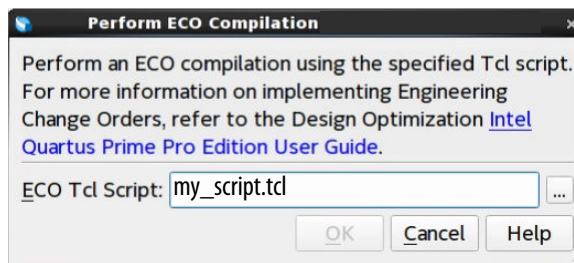 Perform ECO Compilation
Perform an ECO compilation using the specified Tcl script.
For more information on implementing Engineering
Change Orders, refer to the Design Optimization Intel
Quartus Prime Pro Edition User Guide.
ECO Tcl Script: my_script.tcl ...
OK Cancel Help